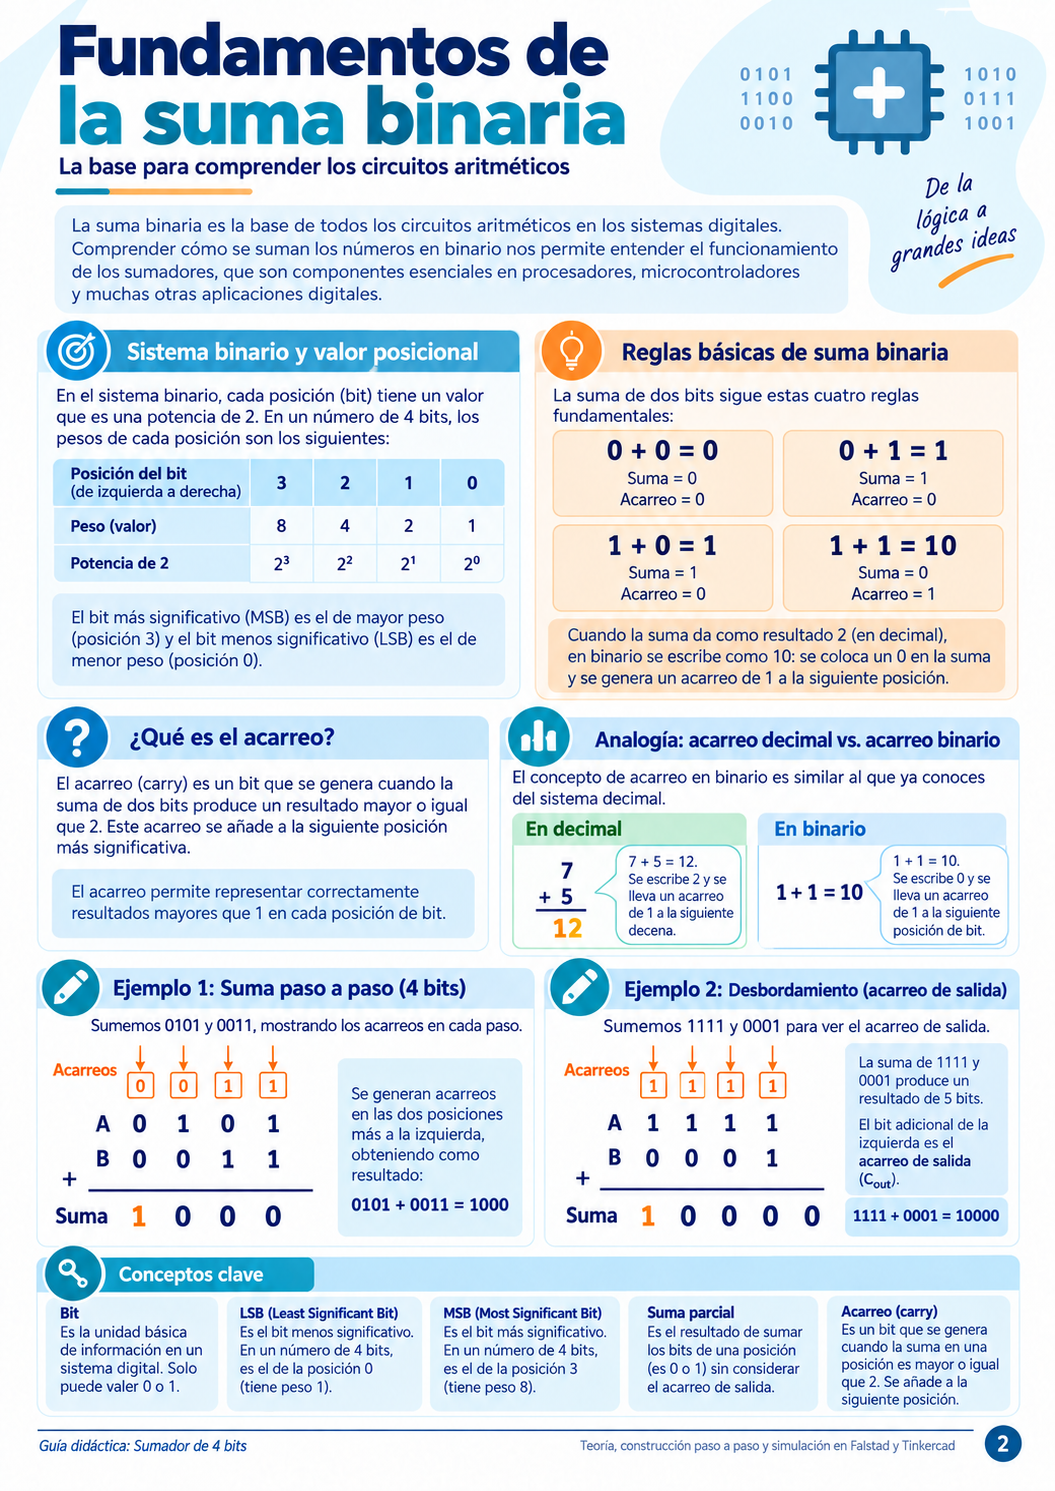 Fundamentos de
la suma binaria
La base para comprender los circuitos aritméticos
0101
1100
0010
1010
0111
1001
De la
lógica a
grandes ideas
La suma binaria es la base de todos los circuitos aritméticos en los sistemas digitales.
Comprender cómo se suman los números en binario nos permite entender el funcionamiento
de los sumadores, que son componentes esenciales en procesadores, microcontroladores
y muchas otras aplicaciones digitales.
Sistema binario y valor posicional
En el sistema binario, cada posición (bit) tiene un valor
que es una potencia de 2. En un número de 4 bits, los
pesos de cada posición son los siguientes:
Posición del bit
(de izquierda a derecha) 3 2 1 0
Peso (valor) 8 4 2 1
Potencia de 2 2³ 2² 2¹ 2⁰
El bit más significativo (MSB) es el de mayor peso
(posición 3) y el bit menos significativo (LSB) es el de
menor peso (posición 0).
Reglas básicas de suma binaria
La suma de dos bits sigue estas cuatro reglas
fundamentales:
0 + 0 = 0
Suma = 0
Acarreo = 0
0 + 1 = 1
Suma = 1
Acarreo = 0
1 + 0 = 1
Suma = 1
Acarreo = 0
1 + 1 = 10
Suma = 0
Acarreo = 1
Cuando la suma da como resultado 2 (en decimal),
en binario se escribe como 10: se coloca un 0 en la suma
y se genera un acarreo de 1 a la siguiente posición.
¿Qué es el acarreo?
El acarreo (carry) es un bit que se genera cuando la
suma de dos bits produce un resultado mayor o igual
que 2. Este acarreo se añade a la siguiente posición
más significativa.
El acarreo permite representar correctamente
resultados mayores que 1 en cada posición de bit.
Analogía: acarreo decimal vs. acarreo binario
El concepto de acarreo en binario es similar al que ya conoces
del sistema decimal.
En decimal
7
+ 5
12
7 + 5 = 12.
Se escribe 2 y se
lleva un acarreo
de 1 a la siguiente
decena.
En binario
1 + 1 = 10
1 + 1 = 10.
Se escribe 0 y se
lleva un acarreo
de 1 a la siguiente
posición de bit.
Ejemplo 1: Suma paso a paso (4 bits)
Sumemos 0101 y 0011, mostrando los acarreos en cada paso.
Acarreos 0 0 1 1
A 0 1 0 1
B 0 0 1 1
+
Suma 1 0 0 0
Se generan acarreos
en las dos posiciones
más a la izquierda,
obteniendo como
resultado:
0101 + 0011 = 1000
Ejemplo 2: Desbordamiento (acarreo de salida)
Sumemos 1111 y 0001 para ver el acarreo de salida.
Acarreos 1 1 1 1
A 1 1 1 1
B 0 0 0 1
+
Suma 1 0 0 0 0
La suma de 1111 y
0001 produce un
resultado de 5 bits.
El bit adicional de la
izquierda es el
acarreo de salida
(Cout).
1111 + 0001 = 10000
Conceptos clave
Bit
Es la unidad básica
de información en un
sistema digital. Solo
puede valer 0 o 1.
LSB (Least Significant Bit)
Es el bit menos significativo.
En un número de 4 bits,
es el de la posición 0
(tiene peso 1).
MSB (Most Significant Bit)
Es el bit más significativo.
En un número de 4 bits,
es el de la posición 3
(tiene peso 8).
Suma parcial
Es el resultado de sumar
los bits de una posición
(es 0 o 1) sin considerar
el acarreo de salida.
Acarreo (carry)
Es un bit que se genera
cuando la suma en una
posición es mayor o igual
que 2. Se añade a la
siguiente posición.
Guía didáctica: Sumador de 4 bits
Teoría, construcción paso a paso y simulación en Falstad y Tinkercad
2